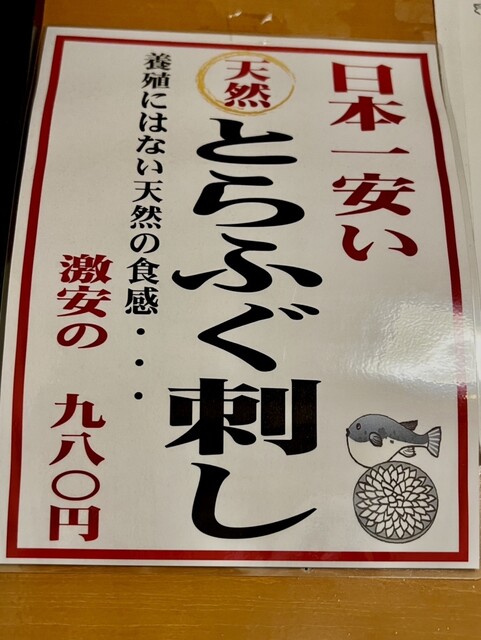 日本一安い
天然
とらふぐ刺し
養殖にはない天然の食感・・・
激安の 九八〇円